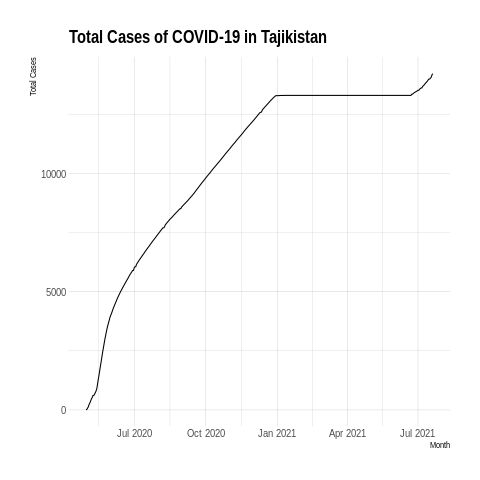 Total Cases of COVID-19 in Tajikistan
Total Cases
10000
5000
0
Jul 2020 Oct 2020 Jan 2021 Apr 2021 Jul 2021
Month